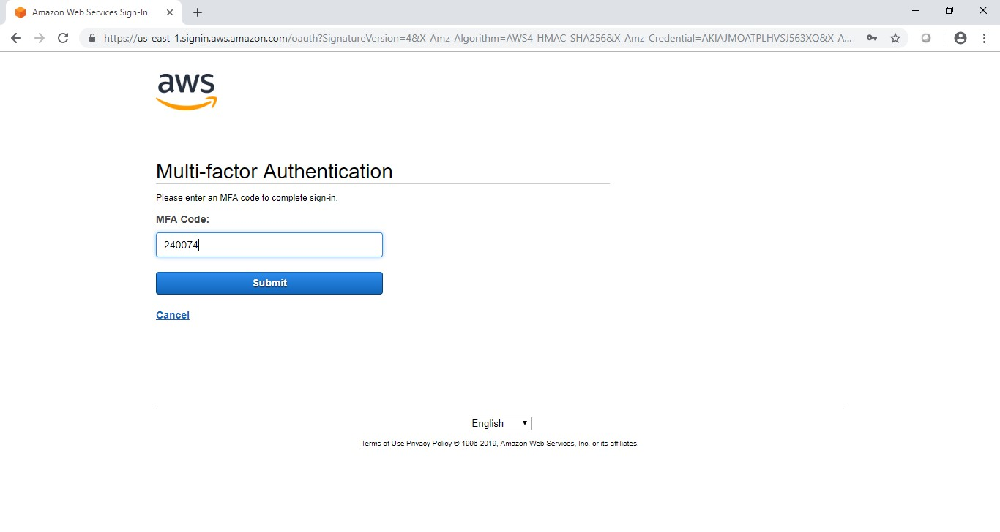 Amazon Web Services Sign-In
https://us-east-1.signin.aws.amazon.com/oauth?SignatureVersion=4&X-Amz-Algorithm=AWS4-HMAC-SHA256&X-Amz-Credential=AKIAJMOATPLHVSJ563XQ&X-A...
aws
Multi-factor Authentication
Please enter an MFA code to complete sign-in.
MFA Code:
240074
Submit
Cancel
English
Terms of Use Privacy Policy © 1996-2019, Amazon Web Services, Inc. or its affiliates.